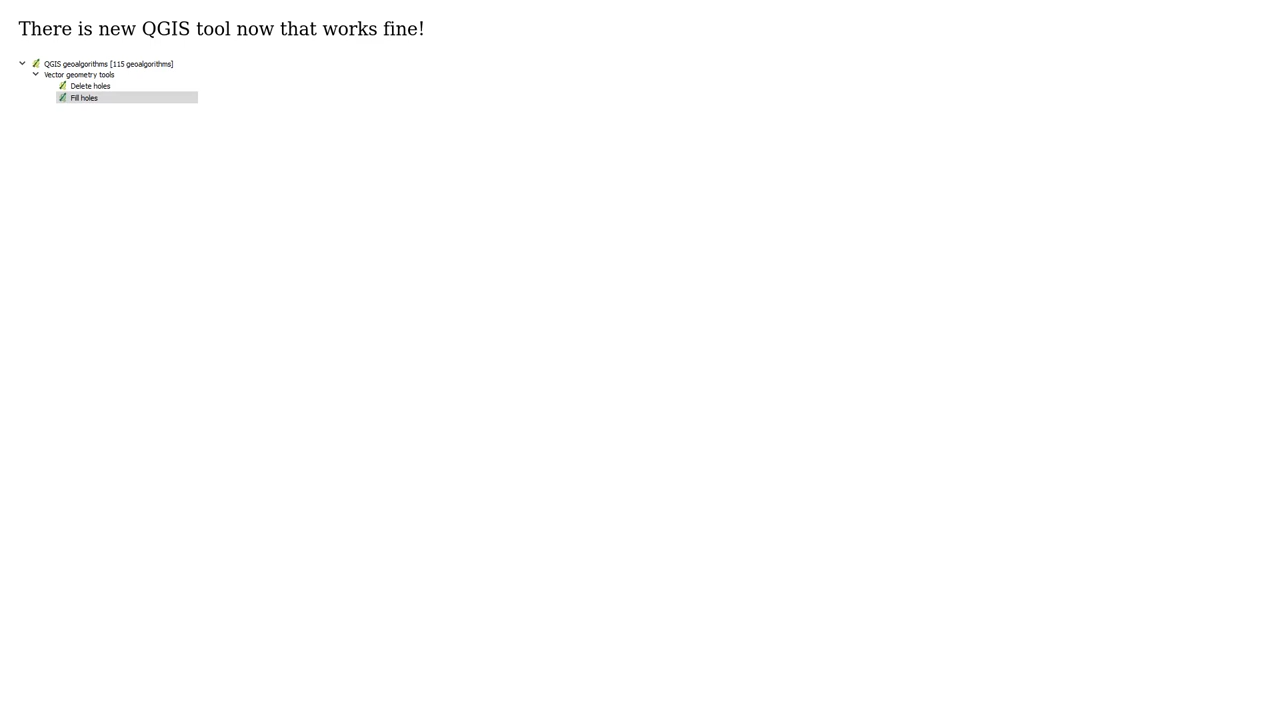 There is new QGIS tool now that works fine!
QGIS geoalgorithms [115 geoalgorithms]
Vector geometry tools
Delete holes
Fill holes